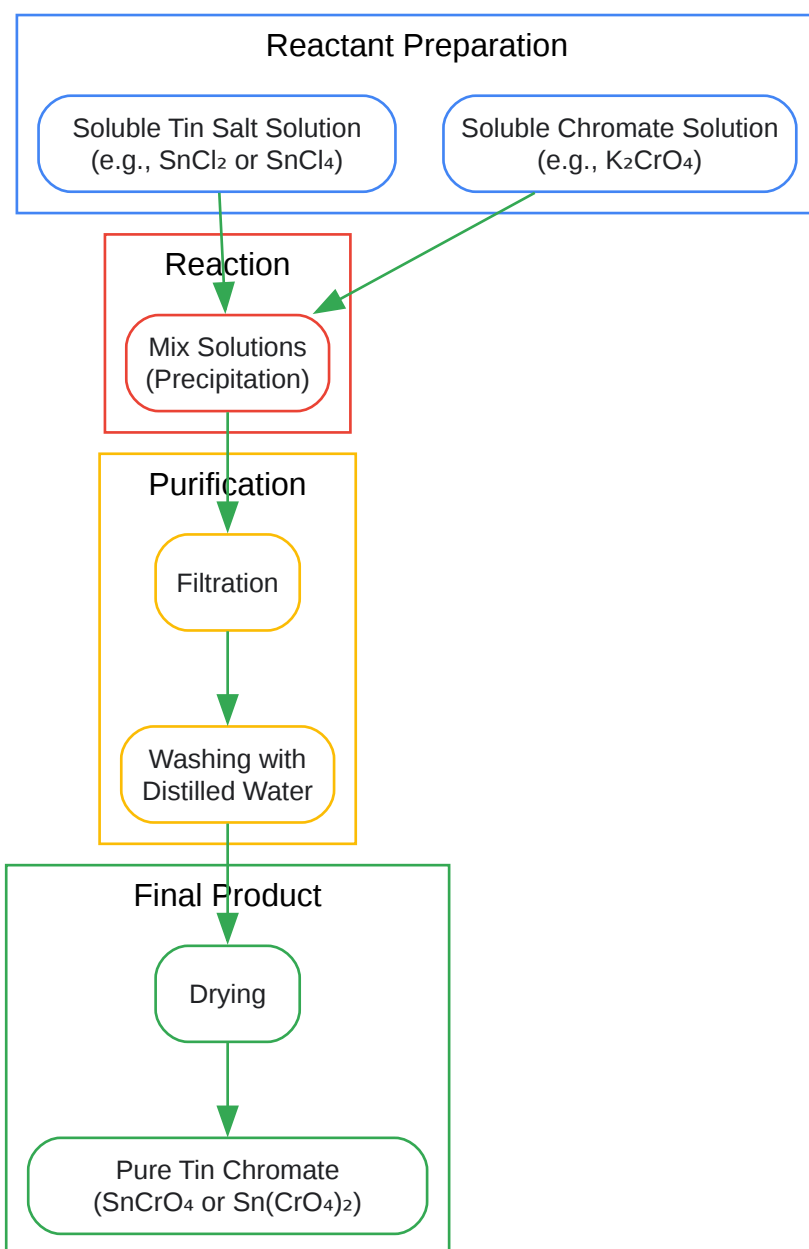 Reactant Preparation
Soluble Tin Salt Solution
(e.g., SnCl₂ or SnCl₄)
Soluble Chromate Solution
(e.g., K₂CrO₄)
Reaction
Mix Solutions
(Precipitation)
Purification
Filtration
Washing with
Distilled Water
Final Product
Drying
Pure Tin Chromate
(SnCrO₄ or Sn(CrO₄)₂)